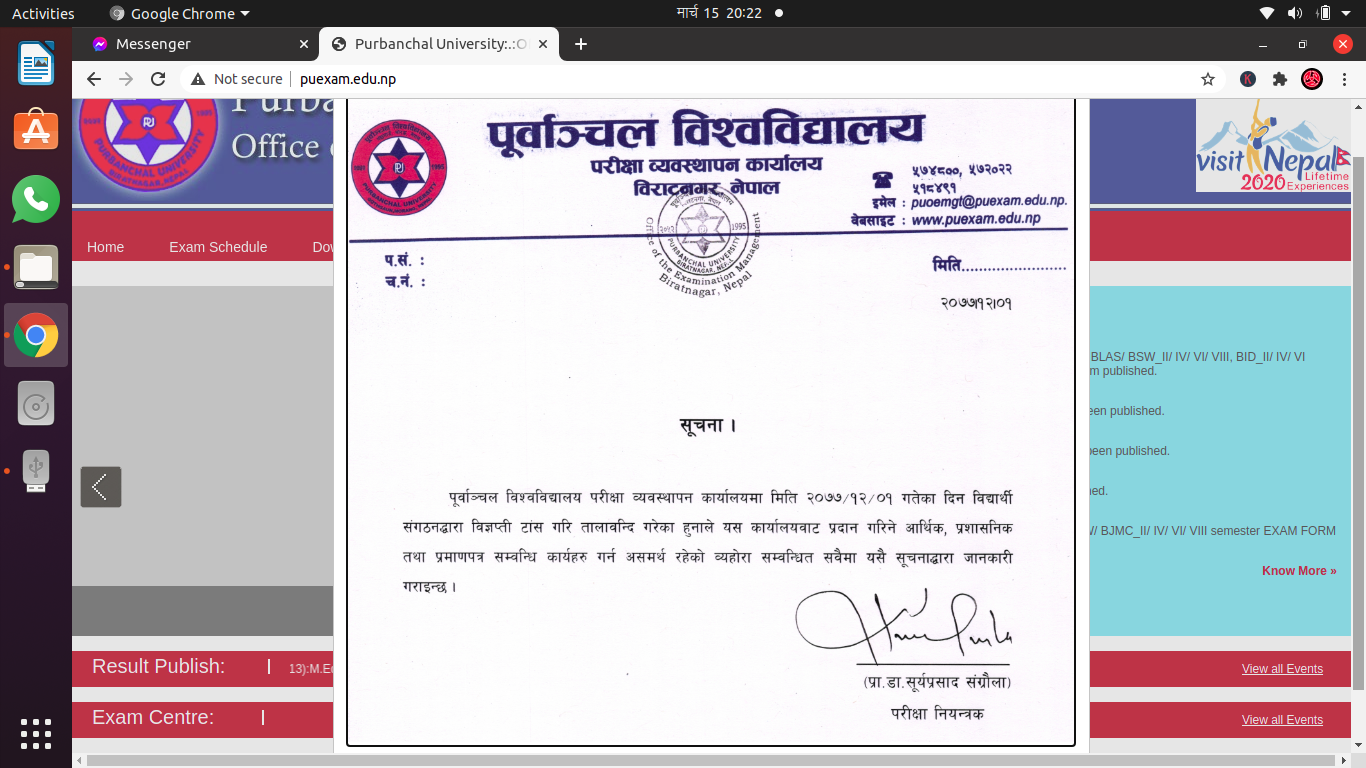 Activities
Google Chrome
मार्च 15 20:22
Messenger
Purbanchal University:.:O
Not secure
puexam.edu.np
Office
PURBANCHAL UNIVERSITY
BIRATNAGAR, NEPAL
visit Nepal
2020 Lifetime Experiences
Home
Exam Schedule
पूर्वाञ्चल विश्वविद्यालय
परीक्षा व्यवस्थापन कार्यालय
विराटनगर, नेपाल
५७४८००, ५७२०२२
५१८४९१
इमेल : puoemgt@puexam.edu.np.
वेबसाइट : www.puexam.edu.np
२०५२
1995
PURBANCHAL UNIVERSITY
BIRATNAGAR, NEPAL
Office of the Examination Management
Biratnagar, Nepal
प.सं. :
च.नं. :
मिति........................
२०७७।१२।०१
सूचना ।
पूर्वाञ्चल विश्वविद्यालय परीक्षा व्यवस्थापन कार्यालयमा मिति २०७७/१२/०१ गतेका दिन विद्यार्थी
संगठनद्वारा विज्ञप्ती टांस गरि तालावन्दि गरेका हुनाले यस कार्यालयवाट प्रदान गरिने आर्थिक, प्रशासनिक
तथा प्रमाणपत्र सम्वन्धि कार्यहरु गर्न असमर्थ रहेको व्यहोरा सम्वन्धित सवैमा यसै सूचनाद्वारा जानकारी
गराइन्छ ।
(प्रा.डा.सूर्यप्रसाद संग्रौला)
परीक्षा नियन्त्रक
BLAS/ BSW_II/ IV/ VI/ VIII, BID_II/ IV/ VI
published.
published.
been published.
BJMC_II/ IV/ VI/ VIII semester EXAM FORM
Know More »
Result Publish:
13):M.Ed
View all Events
Exam Centre:
View all Events